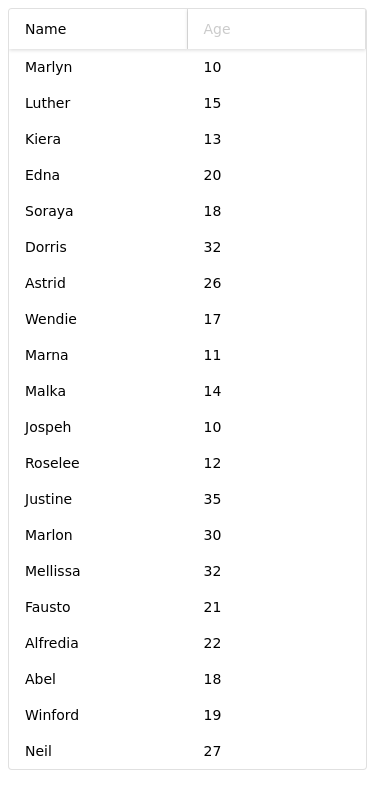 Name Age
Marlyn 10
Luther 15
Kiera 13
Edna 20
Soraya 18
Dorris 32
Astrid 26
Wendie 17
Marna 11
Malka 14
Jospeh 10
Roselee 12
Justine 35
Marlon 30
Mellissa 32
Fausto 21
Alfredia 22
Abel 18
Winford 19
Neil 27